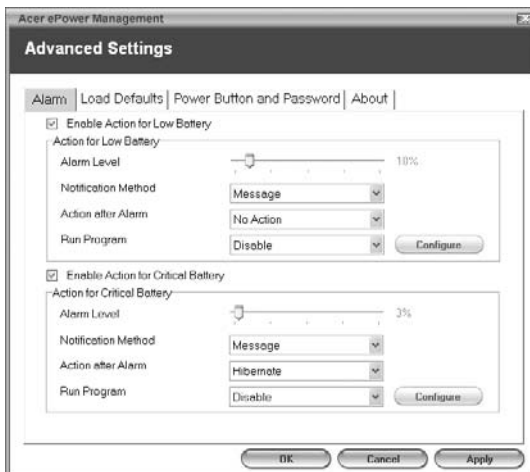 Acer ePower Management
Advanced Settings
Alarm Load Defaults Power Button and Password About
Enable Action for Low Battery
Action for Low Battery
Alarm Level 10%
Notification Method Message
Action after Alarm No Action
Run Program Disable Configure
Enable Action for Critical Battery
Action for Critical Battery
Alarm Level 3%
Notification Method Message
Action after Alarm Hibernate
Run Program Disable Configure
OK Cancel Apply